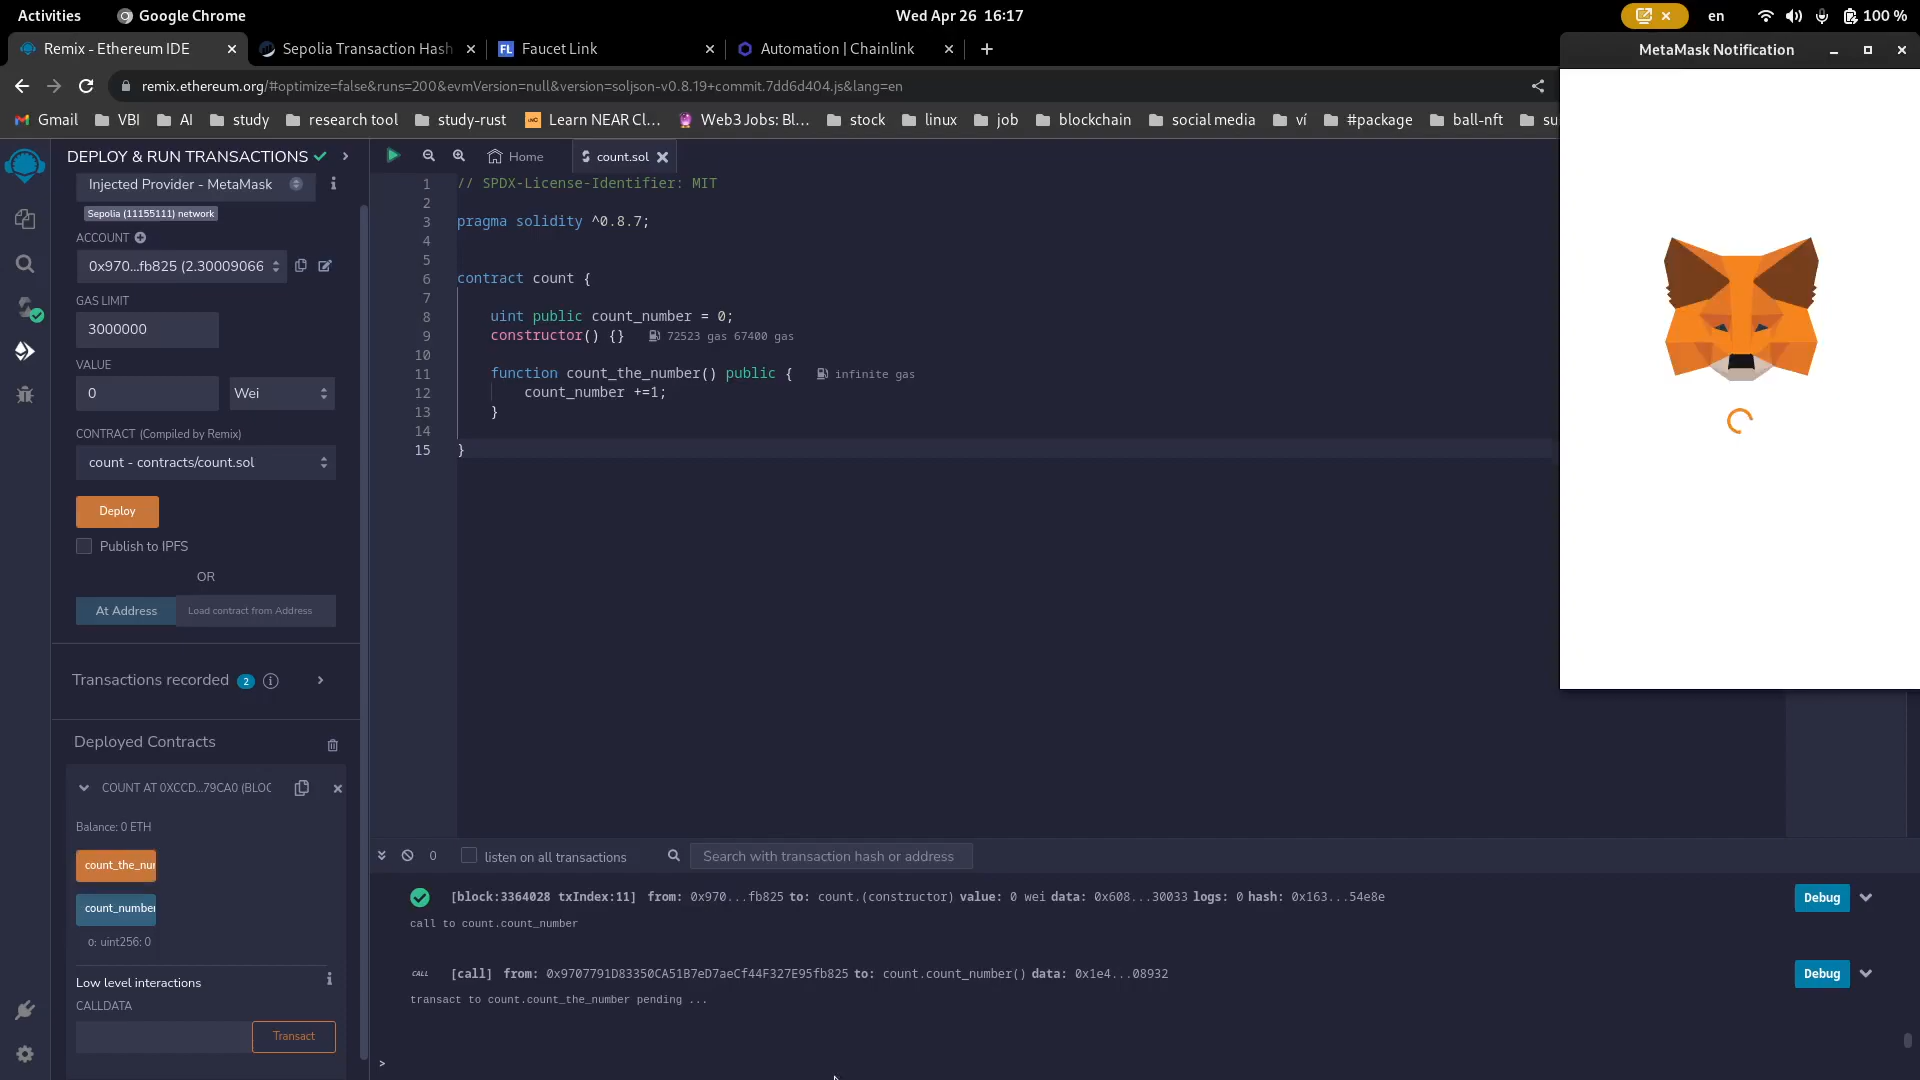 Activities
Google Chrome
Wed Apr 26 16:17
en
100 %
Remix - Ethereum IDE
Sepolia Transaction Hash
Faucet Link
Automation | Chainlink
MetaMask Notification
remix.ethereum.org/#optimize=false&runs=200&evmVersion=null&version=soljson-v0.8.19+commit.7dd6d404.js&lang=en
Gmail
VBI
AI
study
research tool
study-rust
Learn NEAR Cl...
Web3 Jobs: Bl...
stock
linux
job
blockchain
social media
ví
#package
ball-nft
su
DEPLOY & RUN TRANSACTIONS
Injected Provider - MetaMask
Sepolia (11155111) network
ACCOUNT
0x970...fb825 (2.30009066
GAS LIMIT
3000000
VALUE
0
Wei
CONTRACT (Compiled by Remix)
count - contracts/count.sol
Deploy
Publish to IPFS
OR
At Address
Load contract from Address
Transactions recorded 2
Deployed Contracts
COUNT AT 0XCCD...79CA0 (BLOC
Balance: 0 ETH
count_the_nur
count_number
0: uint256: 0
Low level interactions
CALLDATA
Transact
Home
count.sol
1 // SPDX-License-Identifier: MIT
2
3 pragma solidity ^0.8.7;
4
5
6 contract count {
7
8 uint public count_number = 0;
9 constructor() {} 72523 gas 67400 gas
10
11 function count_the_number() public { infinite gas
12 count_number +=1;
13 }
14
15 }
0
listen on all transactions
Search with transaction hash or address
[block:3364028 txIndex:11] from: 0x970...fb825 to: count.(constructor) value: 0 wei data: 0x608...30033 logs: 0 hash: 0x163...54e8e
Debug
call to count.count_number
CALL [call] from: 0x9707791D83350CA51B7eD7aeCf44F327E95fb825 to: count.count_number() data: 0x1e4...08932
Debug
transact to count.count_the_number pending ...
>